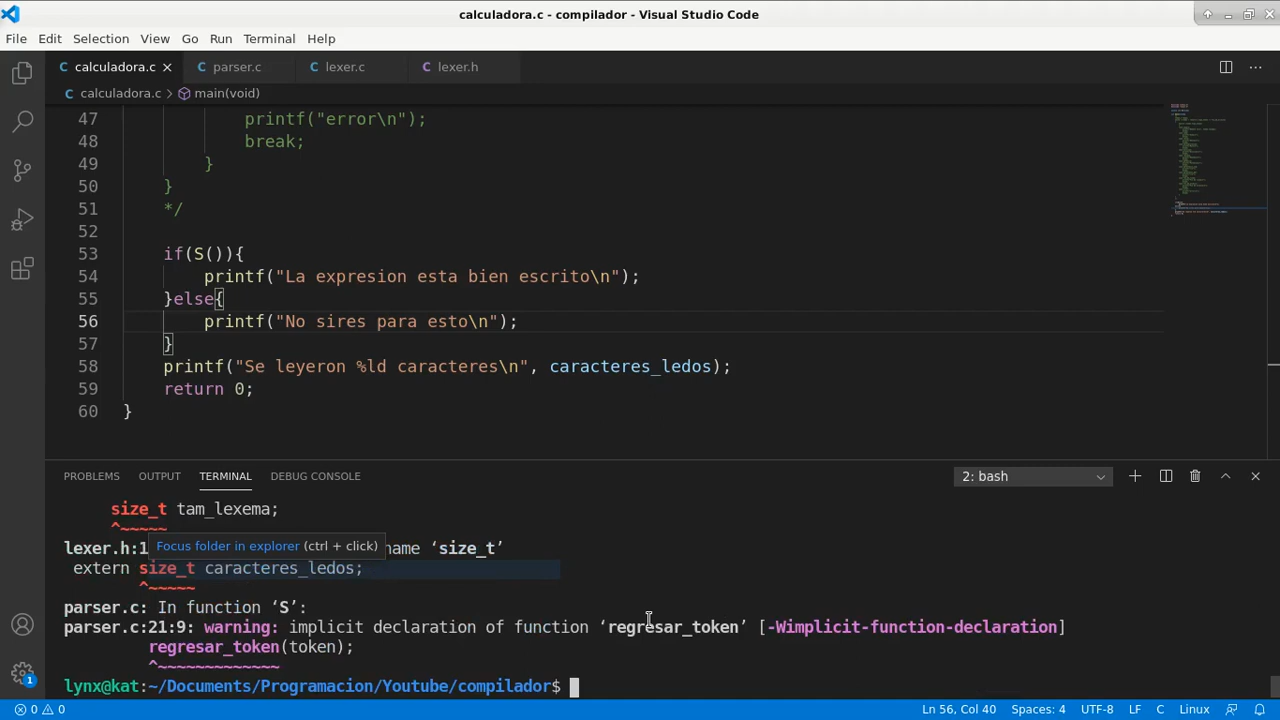 calculadora.c - compilador - Visual Studio Code
File Edit Selection View Go Run Terminal Help
calculadora.c parser.c lexer.c lexer.h
calculadora.c > main(void)
47 printf("error\n");
48 break;
49 }
50 }
51 */
52
53 if(S()){
54 printf("La expresion esta bien escrito\n");
55 }else{
56 printf("No sires para esto\n");
57 }
58 printf("Se leyeron %ld caracteres\n", caracteres_ledos);
59 return 0;
60 }
PROBLEMS OUTPUT TERMINAL DEBUG CONSOLE 2: bash
size_t tam_lexema;
^~~~~~
lexer.h:1 name ‘size_t’
Focus folder in explorer (ctrl + click)
extern size_t caracteres_ledos;
^~~~~~
parser.c: In function ‘S’:
parser.c:21:9: warning: implicit declaration of function ‘regresar_token’ [-Wimplicit-function-declaration]
regresar_token(token);
^~~~~~~~~~~~~~
lynx@kat:~/Documents/Programacion/Youtube/compilador$
1 0 0 Ln 56, Col 40 Spaces: 4 UTF-8 LF C Linux